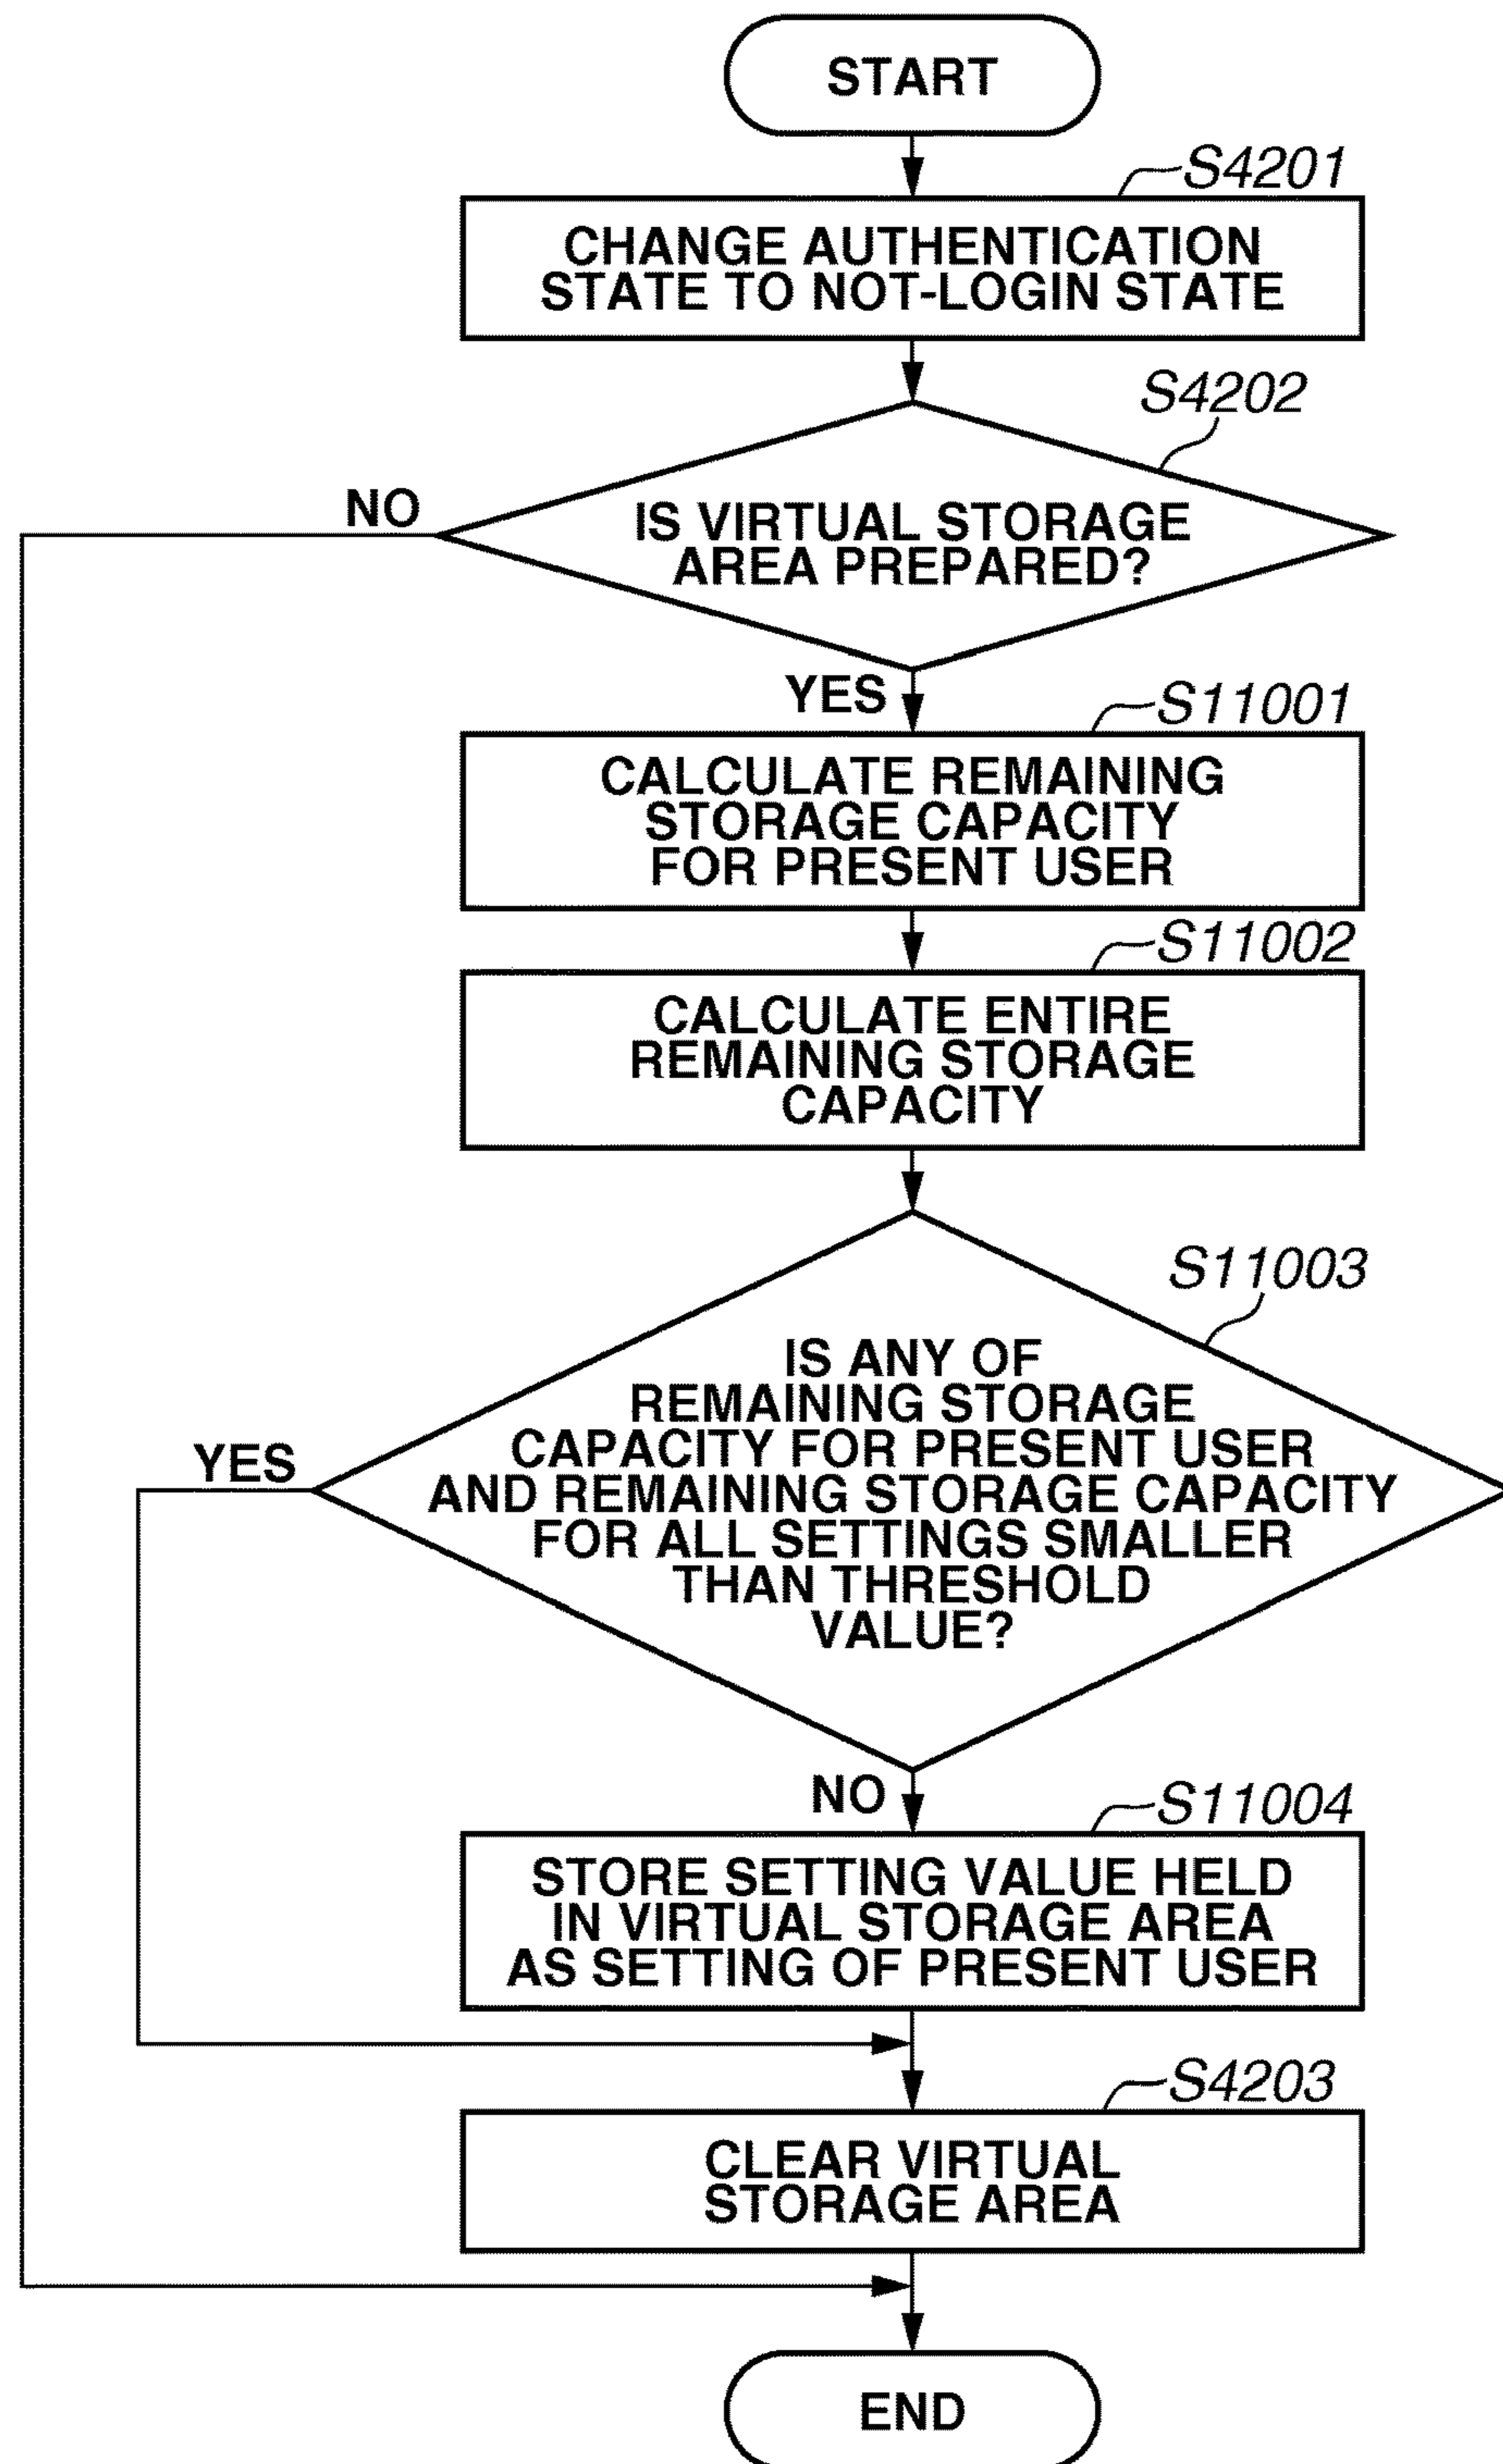 START
S4201
CHANGE AUTHENTICATION
STATE TO NOT-LOGIN STATE
S4202
NO
IS VIRTUAL STORAGE
AREA PREPARED?
YES
S11001
CALCULATE REMAINING
STORAGE CAPACITY
FOR PRESENT USER
S11002
CALCULATE ENTIRE
REMAINING STORAGE
CAPACITY
S11003
IS ANY OF
REMAINING STORAGE
CAPACITY FOR PRESENT USER
YES
AND REMAINING STORAGE CAPACITY
FOR ALL SETTINGS SMALLER
THAN THRESHOLD
VALUE?
NO
S11004
STORE SETTING VALUE HELD
IN VIRTUAL STORAGE AREA
AS SETTING OF PRESENT USER
S4203
CLEAR VIRTUAL
STORAGE AREA
END